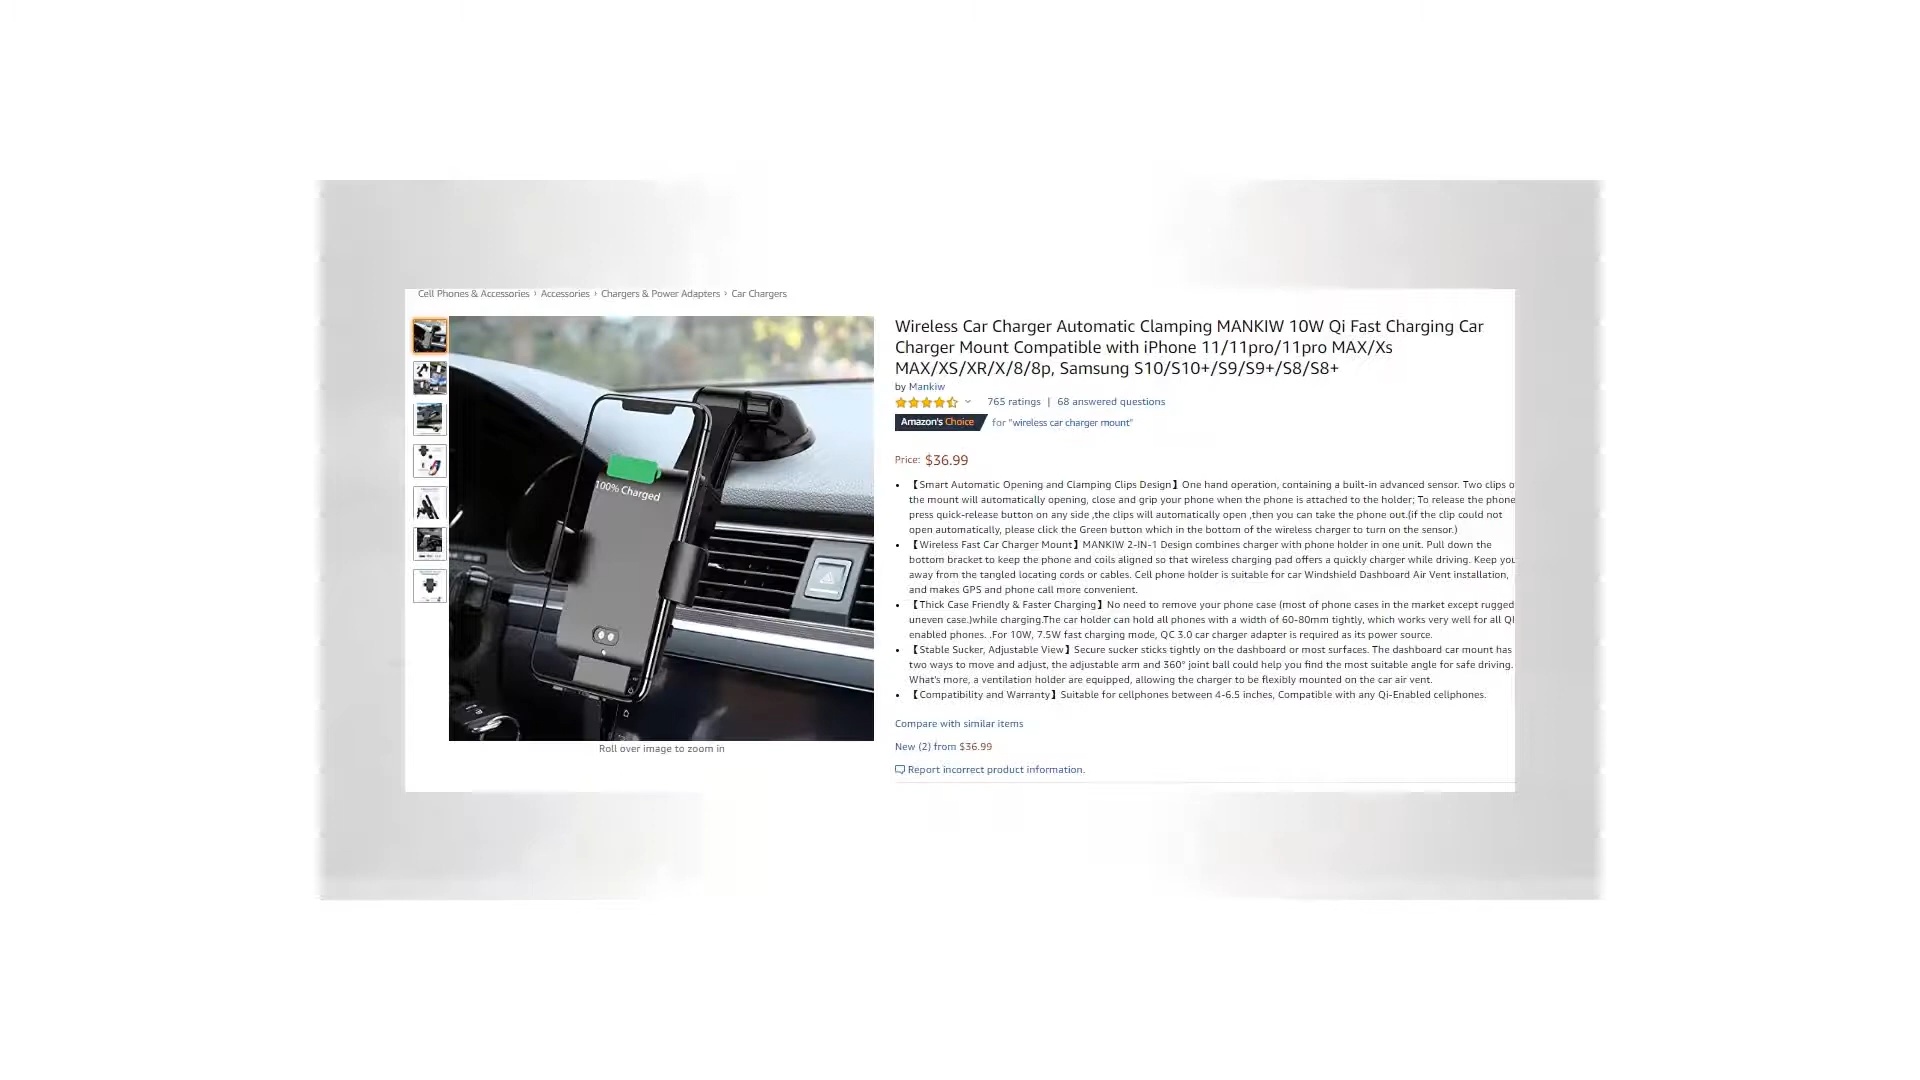 Cell Phones & Accessories › Accessories › Chargers & Power Adapters › Car Chargers
Wireless Car Charger Automatic Clamping MANKIW 10W Qi Fast Charging Car
Charger Mount Compatible with iPhone 11/11pro/11pro MAX/Xs
MAX/XS/XR/X/8/8p, Samsung S10/S10+/S9/S9+/S8/S8+
by Mankiw
765 ratings | 68 answered questions
Amazon's Choice for "wireless car charger mount"
Price: $36.99
100% Charged
• 【Smart Automatic Opening and Clamping Clips Design】One hand operation, containing a built-in advanced sensor. Two clips o
the mount will automatically opening, close and grip your phone when the phone is attached to the holder; To release the phone
press quick-release button on any side ,the clips will automatically open ,then you can take the phone out.(if the clip could not
open automatically, please click the Green button which in the bottom of the wireless charger to turn on the sensor.)
• 【Wireless Fast Car Charger Mount】MANKIW 2-IN-1 Design combines charger with phone holder in one unit. Pull down the
bottom bracket to keep the phone and coils aligned so that wireless charging pad offers a quickly charger while driving. Keep you
away from the tangled locating cords or cables. Cell phone holder is suitable for car Windshield Dashboard Air Vent installation,
and makes GPS and phone call more convenient.
• 【Thick Case Friendly & Faster Charging】No need to remove your phone case (most of phone cases in the market except rugged
uneven case.)while charging.The car holder can hold all phones with a width of 60-80mm tightly, which works very well for all QI
enabled phones. .For 10W, 7.5W fast charging mode, QC 3.0 car charger adapter is required as its power source.
• 【Stable Sucker, Adjustable View】Secure sucker sticks tightly on the dashboard or most surfaces. The dashboard car mount has
two ways to move and adjust, the adjustable arm and 360° joint ball could help you find the most suitable angle for safe driving.
What's more, a ventilation holder are equipped, allowing the charger to be flexibly mounted on the car air vent.
• 【Compatibility and Warranty】Suitable for cellphones between 4-6.5 inches, Compatible with any Qi-Enabled cellphones.
Compare with similar items
New (2) from $36.99
Roll over image to zoom in
Report incorrect product information.